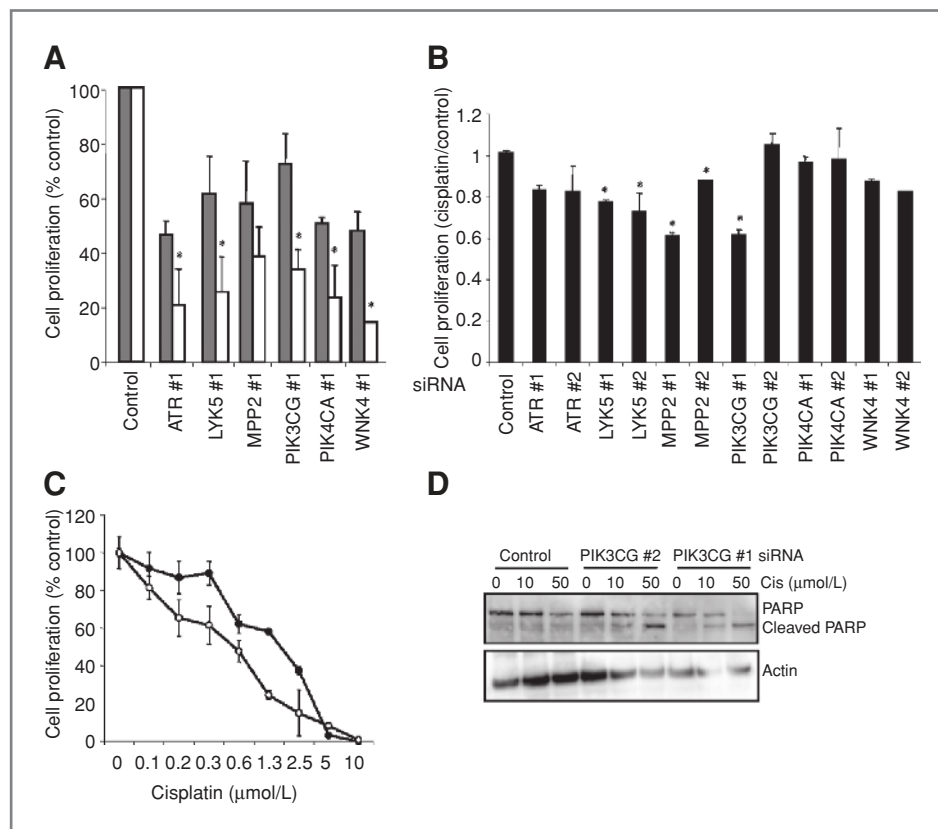 A
Cell proliferation (% control)
100
80
60
40
20
0
Control
ATR #1
LYK5 #1
MPP2 #1
PIK3CG #1
PIK4CA #1
WNK4 #1
* * * * *
B
Cell proliferation (cisplatin/control)
1.2
1
0.8
0.6
0.4
0.2
0
siRNA
Control
ATR #1
ATR #2
LYK5 #1
LYK5 #2
MPP2 #1
MPP2 #2
PIK3CG #1
PIK3CG #2
PIK4CA #1
PIK4CA #2
WNK4 #1
WNK4 #2
* * * * *
C
Cell proliferation (% control)
120
100
80
60
40
20
0
0 0.1 0.2 0.3 0.6 1.3 2.5 5 10
Cisplatin (μmol/L)
D
Control PIK3CG #2 PIK3CG #1 siRNA
0 10 50 0 10 50 0 10 50 Cis (μmol/L)
PARP
Cleaved PARP
Actin